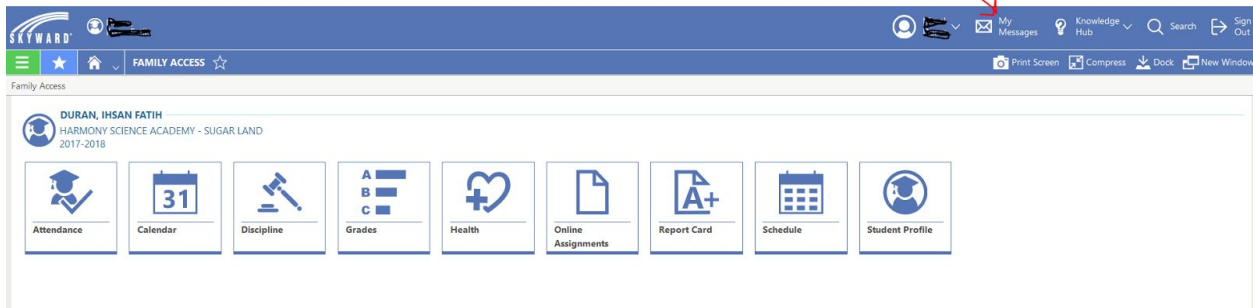 SKYWARD
My Messages
Knowledge Hub
Search
Sign Out
FAMILY ACCESS
Print Screen
Compress
Dock
New Window
Family Access
DURAN, IHSAN FATIH
HARMONY SCIENCE ACADEMY - SUGAR LAND
2017-2018
31
A
B
C
A+
Attendance
Calendar
Discipline
Grades
Health
Online Assignments
Report Card
Schedule
Student Profile